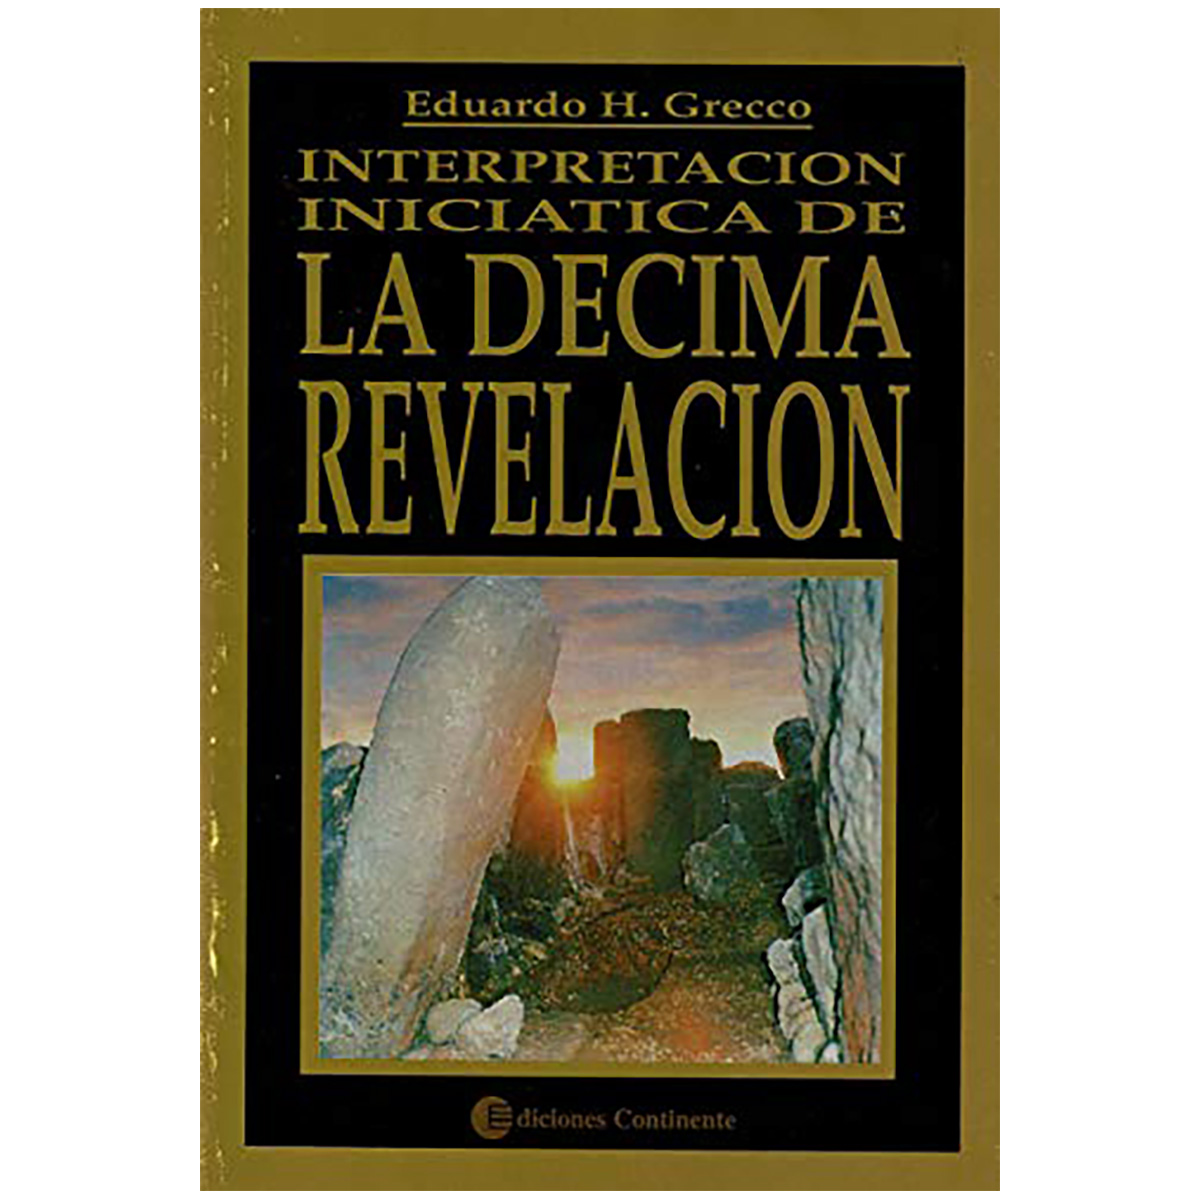 Eduardo H. Grecco
INTERPRETACION
INICIATICA DE
LA DECIMA
REVELACION
Ediciones Continente